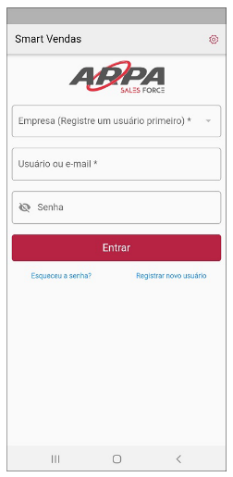 Smart Vendas
ARPA
SALES FORCE
Empresa (Registre um usuário primeiro) *
Usuário ou e-mail *
Senha
Entrar
Esqueceu a senha?
Registrar novo usuário